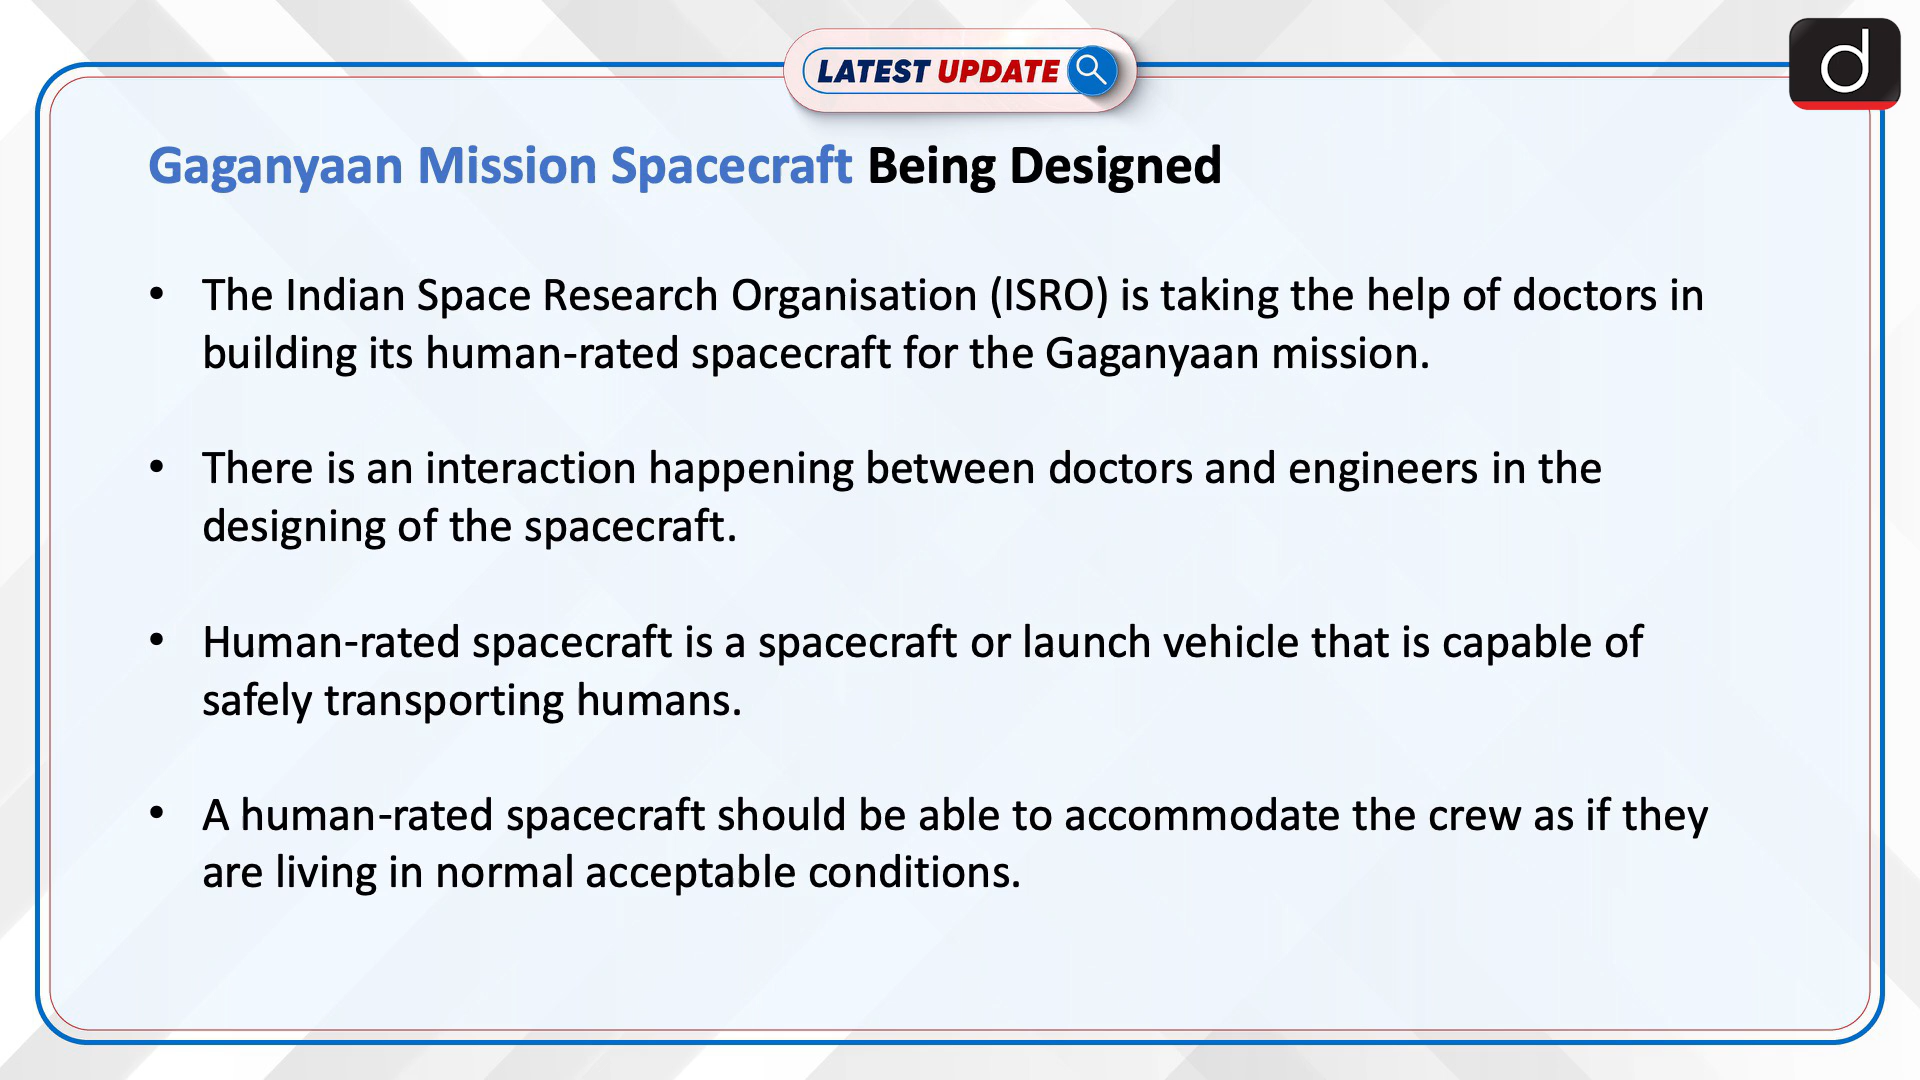 LATEST UPDATE
d
Gaganyaan Mission Spacecraft Being Designed
• The Indian Space Research Organisation (ISRO) is taking the help of doctors in
building its human-rated spacecraft for the Gaganyaan mission.
• There is an interaction happening between doctors and engineers in the
designing of the spacecraft.
• Human-rated spacecraft is a spacecraft or launch vehicle that is capable of
safely transporting humans.
• A human-rated spacecraft should be able to accommodate the crew as if they
are living in normal acceptable conditions.